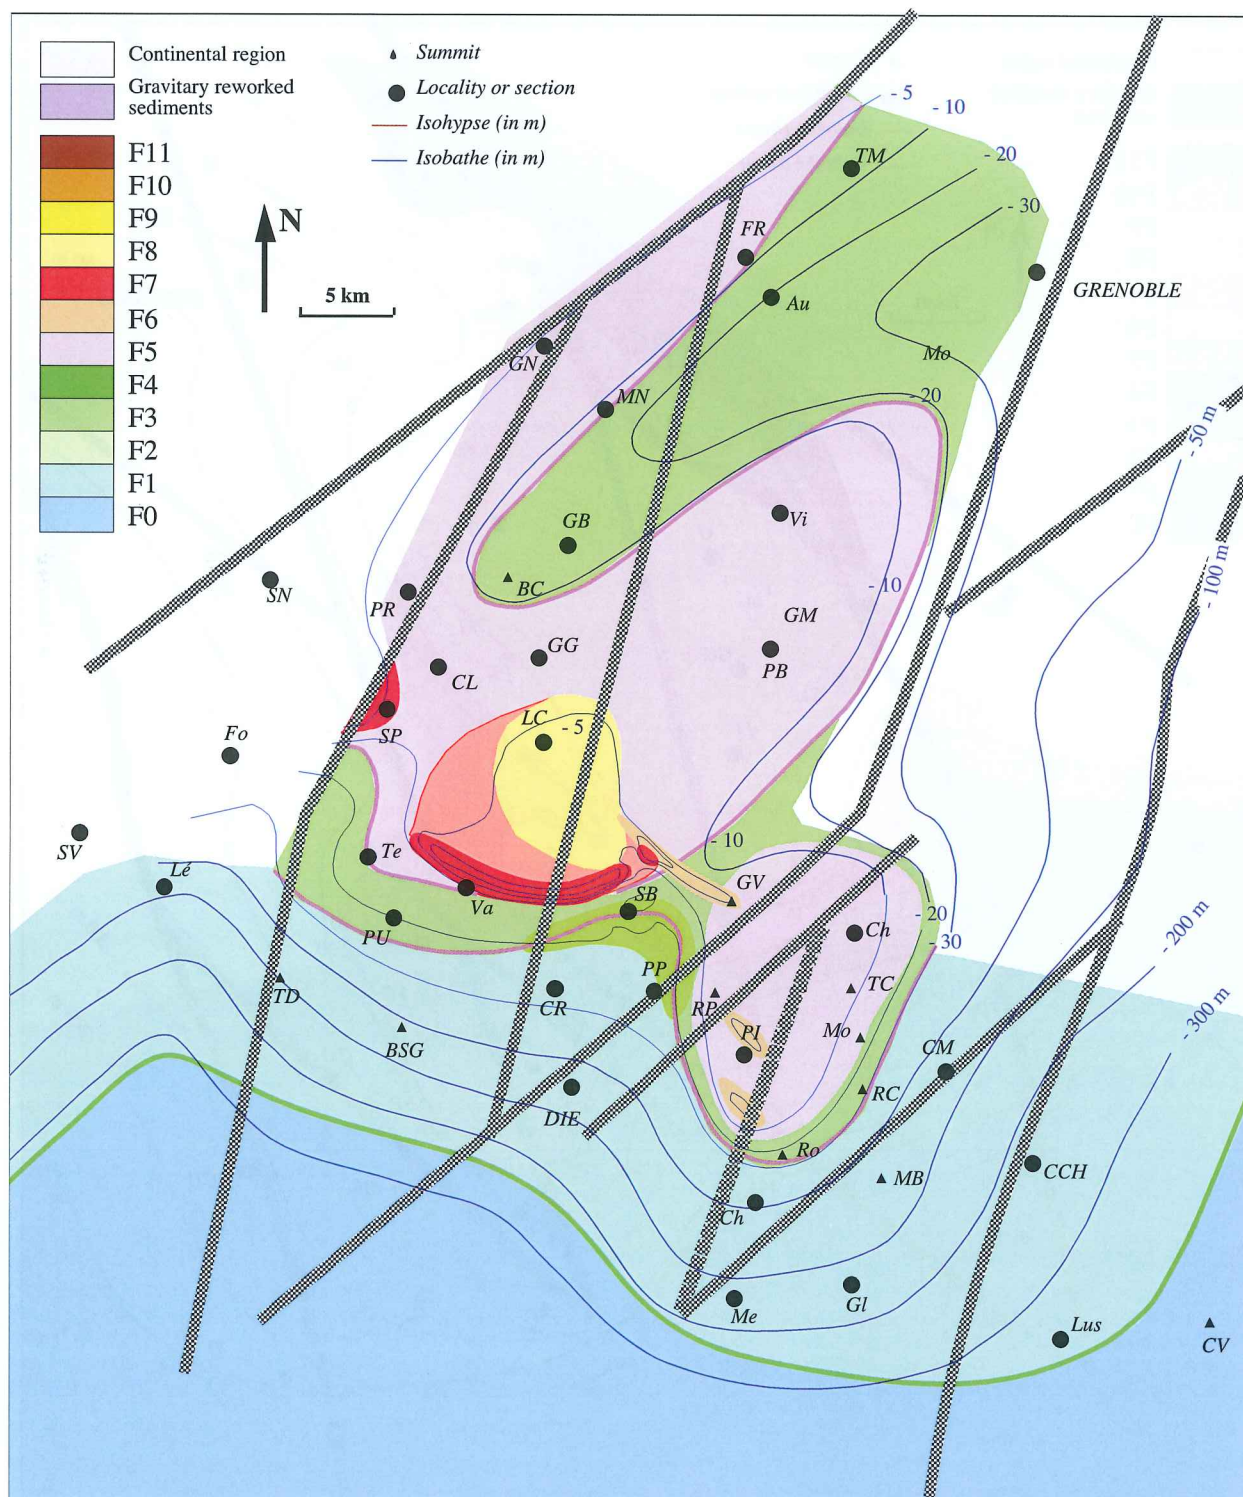 Continental region
Gravitary reworked
sediments
F11
F10
F9
F8
F7
F6
F5
F4
F3
F2
F1
F0
Summit
Locality or section
Isohypse (in m)
Isobathe (in m)
N
5 km
- 5
- 10
- 20
- 30
TM
FR
Au
GRENOBLE
GN
Mo
MN
- 20
- 50 m
GB
Vi
BC
- 100 m
SN
PR
- 10
GM
GG
CL
PB
SP
LC
- 5
Fo
SV
Te
- 10
Lé
GV
Va
SB
- 20
PU
Ch
- 30
- 200 m
PP
TD
CR
RP
TC
BSG
PI
Mo
CM
- 300 m
DIE
RC
Ro
CCH
MB
Ch
Me
Gl
Lus
CV